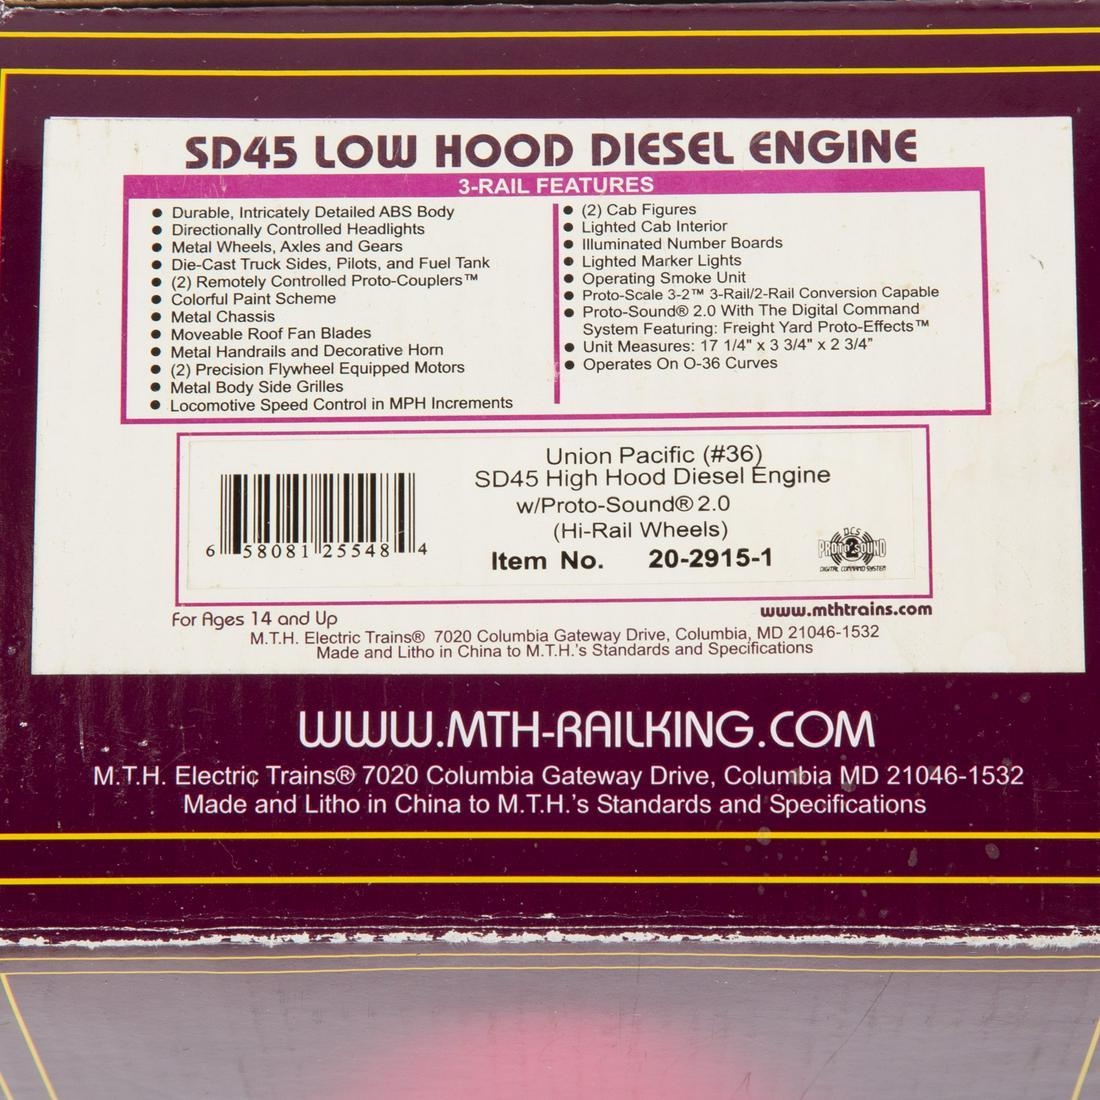 SD45 LOW HOOD DIESEL ENGINE
3-RAIL FEATURES
● Durable, Intricately Detailed ABS Body
● Directionally Controlled Headlights
● Metal Wheels, Axles and Gears
● Die-Cast Truck Sides, Pilots, and Fuel Tank
● (2) Remotely Controlled Proto-Couplers™
● Colorful Paint Scheme
● Metal Chassis
● Moveable Roof Fan Blades
● Metal Handrails and Decorative Horn
● (2) Precision Flywheel Equipped Motors
● Metal Body Side Grilles
● Locomotive Speed Control in MPH Increments
● (2) Cab Figures
● Lighted Cab Interior
● Illuminated Number Boards
● Lighted Marker Lights
● Operating Smoke Unit
● Proto-Scale 3-2™ 3-Rail/2-Rail Conversion Capable
● Proto-Sound® 2.0 With The Digital Command
System Featuring: Freight Yard Proto-Effects™
● Unit Measures: 17 1/4" x 3 3/4" x 2 3/4"
● Operates On O-36 Curves
Union Pacific (#36)
SD45 High Hood Diesel Engine
w/Proto-Sound® 2.0
(Hi-Rail Wheels)
Item No. 20-2915-1
6 58081 25548 4
DCS
PROTO 2 SOUND
DIGITAL COMMAND SYSTEM
For Ages 14 and Up
www.mthtrains.com
M.T.H. Electric Trains® 7020 Columbia Gateway Drive, Columbia, MD 21046-1532
Made and Litho in China to M.T.H.'s Standards and Specifications
WWW.MTH-RAILKING.COM
M.T.H. Electric Trains® 7020 Columbia Gateway Drive, Columbia MD 21046-1532
Made and Litho in China to M.T.H.'s Standards and Specifications